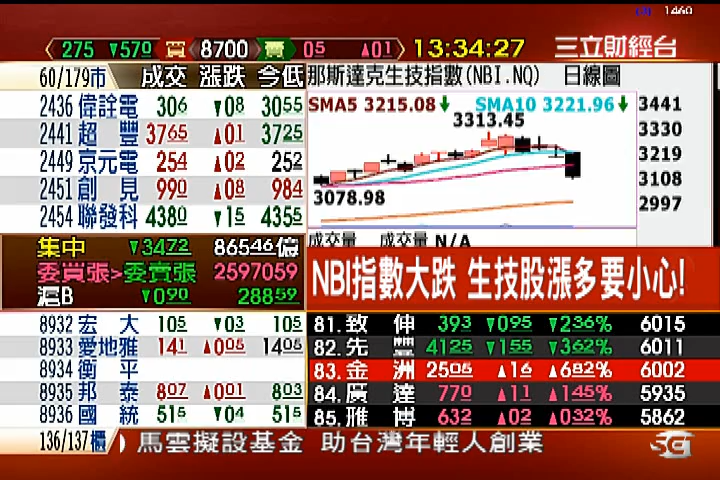 1460
275 ▼570 買 8700 賣 05 ▲01 13:34:27 三立財經台
60/179市 成交 漲跌 今低
2436 偉詮電 306 ▼08 3055
2441 超豐 3765 ▲01 3725
2449 京元電 254 ▲02 252
2451 創見 990 ▲08 984
2454 聯發科 4380 ▼15 4355
那斯達克生技指數(NBI.NQ) 日線圖
SMA5 3215.08↓ SMA10 3221.96↓
3441
3330
3219
3108
2997
3313.45
3078.98
成交量 成交量 N/A
集中 ▼3472 86546億
委買張>委賣張 2597059
滬B ▼090 28859
NBI指數大跌 生技股漲多要小心!
8932 宏大 105 ▼03 105
8933 愛地雅 141 ▲005 1405
8934 衡平
8935 邦泰 807 ▲001 803
8936 國統 515 ▼04 515
81.致伸 393 ▼095 ▼236% 6015
82.先豐 4125 ▼155 ▼362% 6011
83.金洲 2505 ▲16 ▲682% 6002
84.廣達 770 ▲11 ▲145% 5935
85.雅博 632 ▲02 ▲032% 5862
136/137櫃 馬雲擬設基金 助台灣年輕人創業